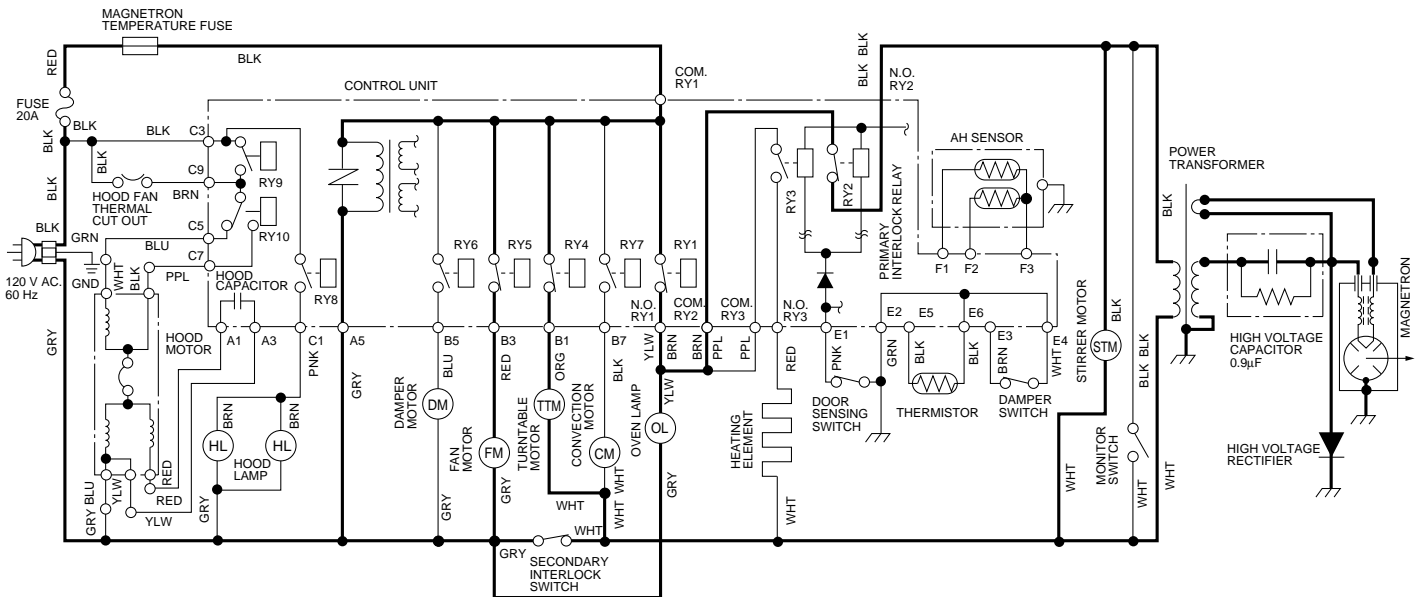 MAGNETRON
TEMPERATURE FUSE
BLK
RED
FUSE
20A
BLK
BLK
C3
BLK
BLK
C9
BRN
HOOD FAN
THERMAL
CUT OUT
BLK
BLK
GRN
BLU
C5
C7
PPL
GND
WHT
BLK
120 V AC.
60 Hz
GRY
HOOD
CAPACITOR
HOOD
MOTOR
A1
A3
C1
A5
CONTROL UNIT
RY9
RY10
RY8
PNK
GRY
BRN
BRN
HL
HL
HOOD
LAMP
RED
RED
YLW
YLW
BLU
GRY
GRY
COM.
RY1
RY6
RY5
RY4
RY7
RY1
B5
B3
B1
B7
N.O.
RY1
COM.
RY2
COM.
RY3
N.O.
RY3
BLU
RED
ORG
BLK
YLW
BRN
BRN
PPL
PPL
RED
DAMPER
MOTOR
DM
FAN
MOTOR
FM
TURNTABLE
MOTOR
TTM
CONVECTION
MOTOR
CM
OVEN LAMP
OL
YLW
GRY
GRY
GRY
WHT
WHT
WHT
WHT
GRY
SECONDARY
INTERLOCK
SWITCH
HEATING
ELEMENT
WHT
BLK
BLK
N.O.
RY2
RY3
RY2
PRIMARY
INTERLOCK RELAY
AH SENSOR
F1
F2
F3
E1
E2
E5
E6
E3
E4
PNK
GRN
BLK
BLK
BRN
WHT
DOOR
SENSING
SWITCH
THERMISTOR
DAMPER
SWITCH
STIRRER MOTOR
STM
BLK
WHT
BLK
BLK
MONITOR
SWITCH
WHT
WHT
POWER
TRANSFORMER
BLK
HIGH VOLTAGE
CAPACITOR
0.9µF
MAGNETRON
HIGH VOLTAGE
RECTIFIER